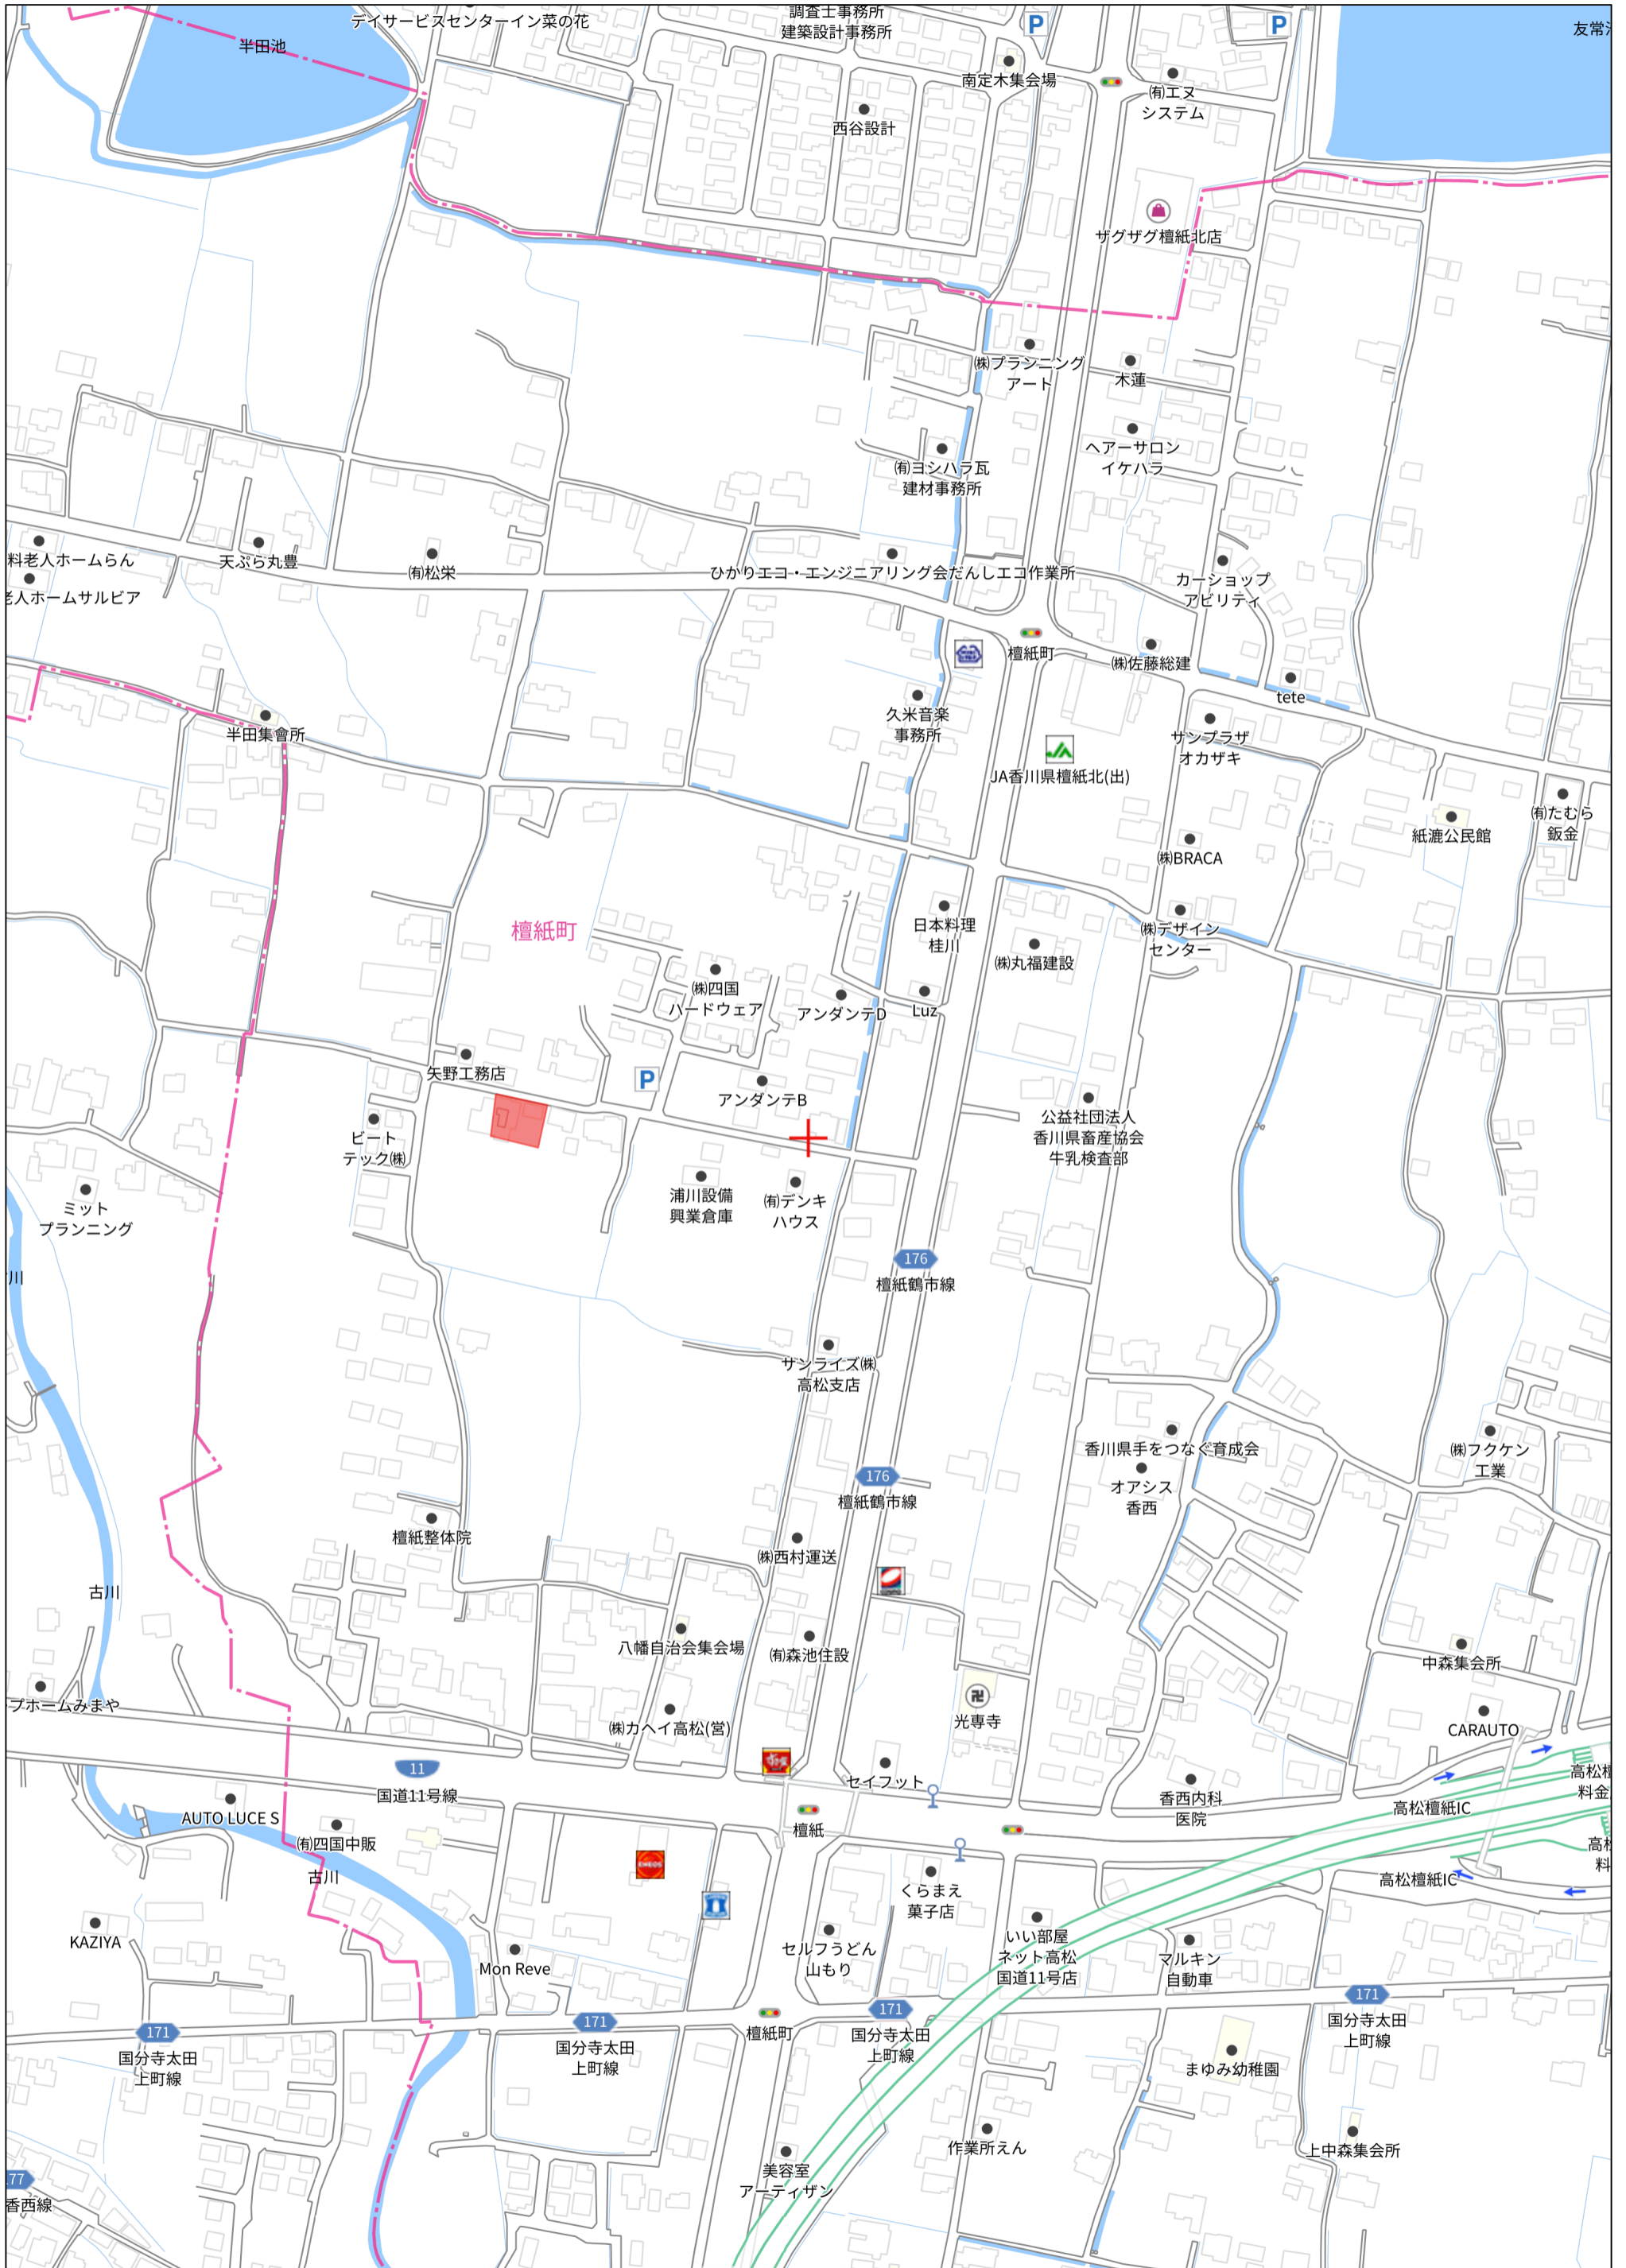 デイサービスセンターイン菜の花
調査士事務所
建築設計事務所
P
P
友常
半田池
南定木集会場
㈲エヌ
システム
西谷設計
ザグザグ檀紙北店
㈱プランニング
アート
木蓮
ヘアーサロン
イケハラ
㈲ヨシハラ瓦
建材事務所
料老人ホームらん
老人ホームサルビア
天ぷら丸豊
㈲松栄
ひかりエコ・エンジニアリング会だんしエコ作業所
カーショップ
アビリティ
檀紙町
㈱佐藤総建
tete
半田集會所
久米音楽
事務所
サンプラザ
オカザキ
JA香川県檀紙北(出)
紙漉公民館
㈲たむら
鈑金
㈱BRACA
檀紙町
日本料理
桂川
㈱丸福建設
㈱デザイン
センター
㈱四国
ハードウェア
アンダンテD
Luz
矢野工務店
P
アンダンテB
ビート
テック㈱
公益社団法人
香川県畜産協会
牛乳検査部
ミット
プランニング
浦川設備
興業倉庫
㈲デンキ
ハウス
川
176
檀紙鶴市線
サンライズ㈱
高松支店
香川県手をつなぐ育成会
オアシス
香西
㈱フクケン
工業
176
檀紙鶴市線
檀紙整体院
㈱西村運送
古川
八幡自治会集会場
㈲森池住設
中森集会所
プホームみまや
㈱カヘイ高松(営)
光専寺
CARAUTO
すき家
セイフット
11
国道11号線
香西内科
医院
高松檀紙IC
高松檀
料金
AUTO LUCE S
㈲四国中販
檀紙
古川
ENEOS
高松檀紙IC
高松
料
くらまえ
菓子店
KAZIYA
Mon Reve
セルフうどん
山もり
いい部屋
ネット高松
国道11号店
マルキン
自動車
171
国分寺太田
上町線
171
国分寺太田
上町線
檀紙町
171
国分寺太田
上町線
171
国分寺太田
上町線
まゆみ幼稚園
作業所えん
上中森集会所
美容室
アーティザン
77
香西線